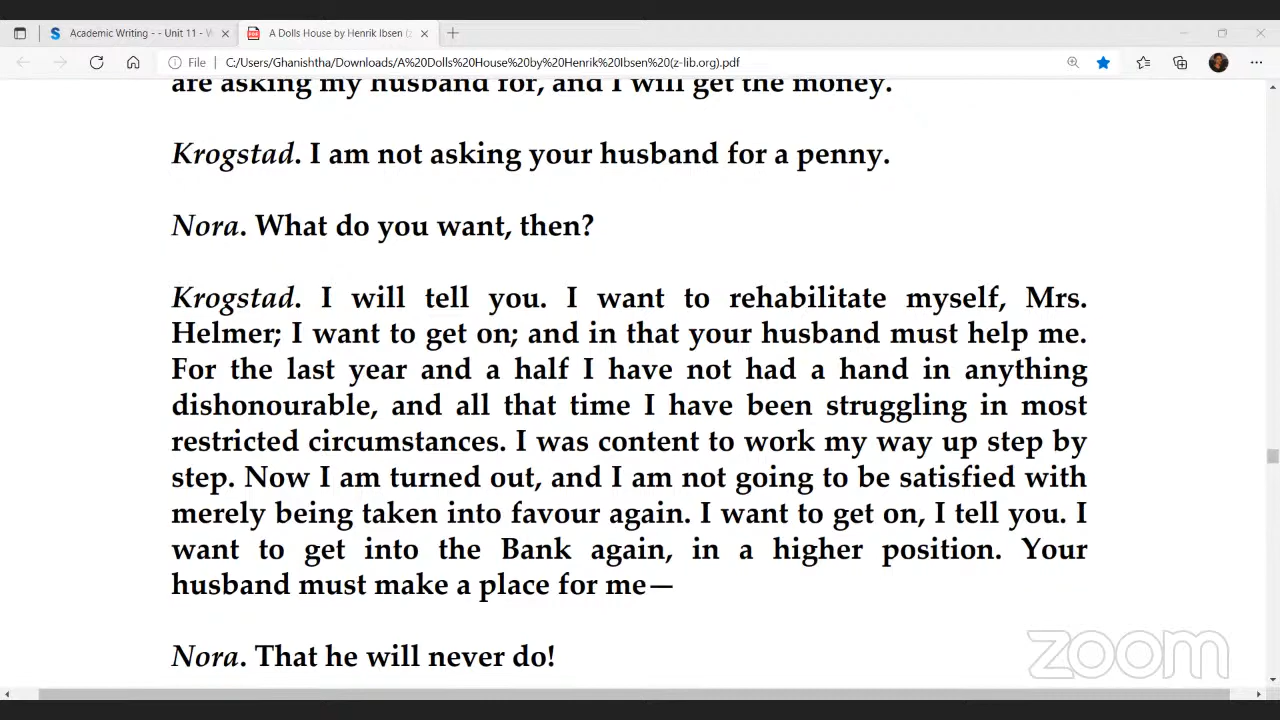 Academic Writing - - Unit 11 - W
A Dolls House by Henrik Ibsen (z
File
C:/Users/Ghanishtha/Downloads/A%20Dolls%20House%20by%20Henrik%20Ibsen%20(z-lib.org).pdf
are asking my husband for, and I will get the money.
Krogstad. I am not asking your husband for a penny.
Nora. What do you want, then?
Krogstad. I will tell you. I want to rehabilitate myself, Mrs.
Helmer; I want to get on; and in that your husband must help me.
For the last year and a half I have not had a hand in anything
dishonourable, and all that time I have been struggling in most
restricted circumstances. I was content to work my way up step by
step. Now I am turned out, and I am not going to be satisfied with
merely being taken into favour again. I want to get on, I tell you. I
want to get into the Bank again, in a higher position. Your
husband must make a place for me—
Nora. That he will never do!
zoom